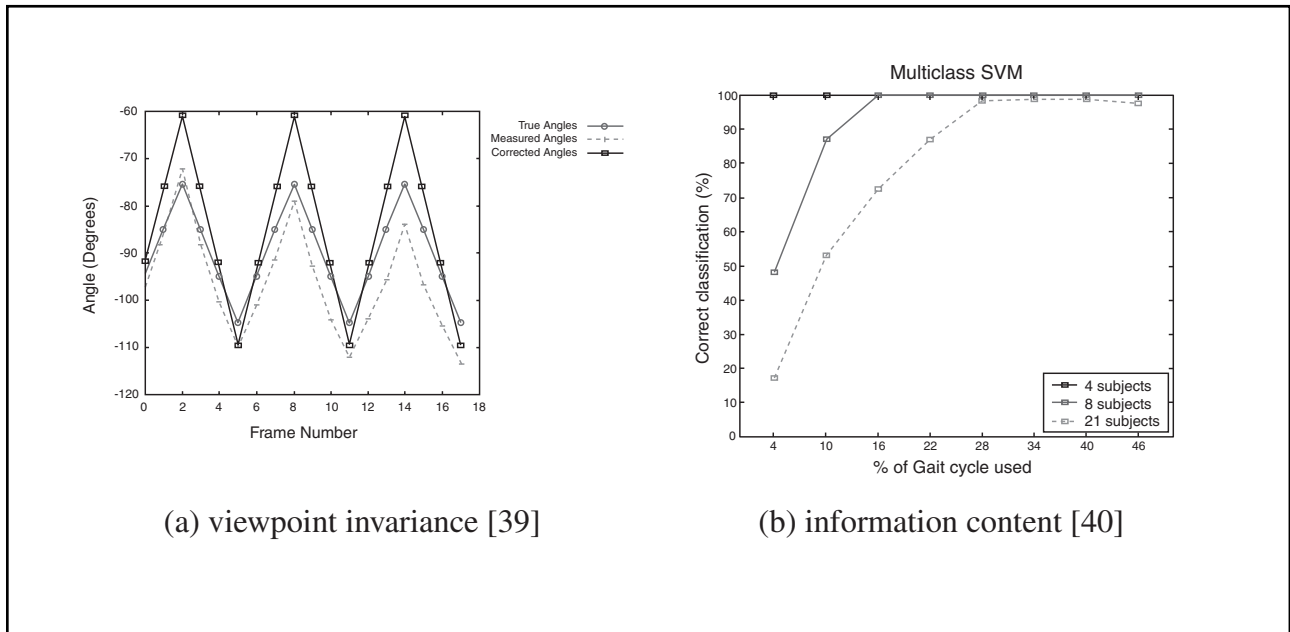 -60
-70
-80
-90
-100
-110
-120
0 2 4 6 8 10 12 14 16 18
Angle (Degrees)
Frame Number
True Angles
Measured Angles
Corrected Angles
(a) viewpoint invariance [39]
Multiclass SVM
100
90
80
70
60
50
40
30
20
10
0
4 10 16 22 28 34 40 46
Correct classification (%)
% of Gait cycle used
4 subjects
8 subjects
21 subjects
(b) information content [40]